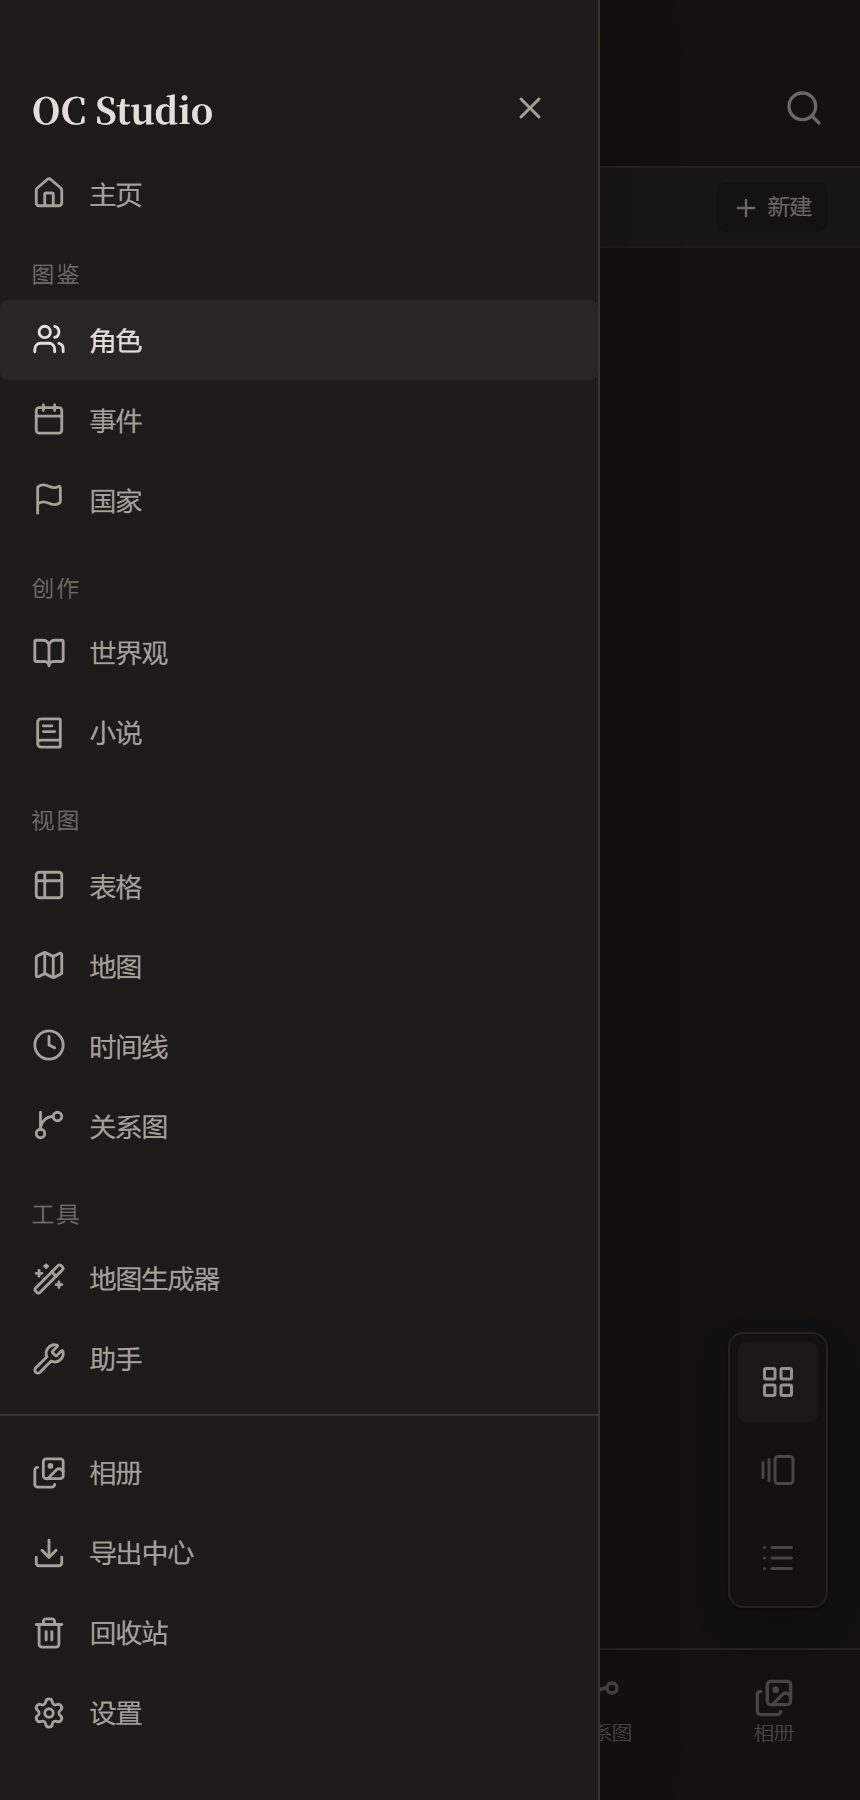 OC Studio
主页
新建
图鉴
角色
事件
国家
创作
世界观
小说
视图
表格
地图
时间线
关系图
工具
地图生成器
助手
相册
导出中心
回收站
设置
系图
相册